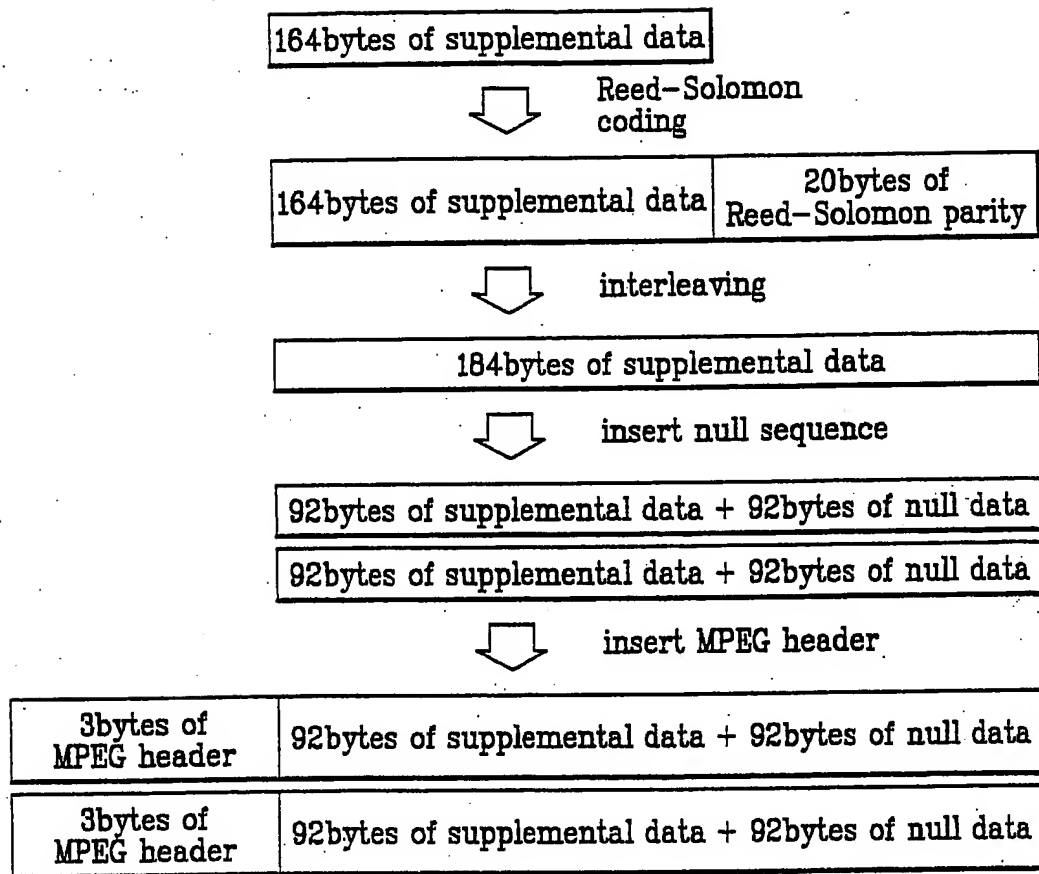 164bytes of supplemental data
Reed-Solomon
coding
164bytes of supplemental data
20bytes of
Reed-Solomon parity
interleaving
184bytes of supplemental data
insert null sequence
92bytes of supplemental data + 92bytes of null data
92bytes of supplemental data + 92bytes of null data
insert MPEG header
3bytes of
MPEG header
92bytes of supplemental data + 92bytes of null data
3bytes of
MPEG header
92bytes of supplemental data + 92bytes of null data